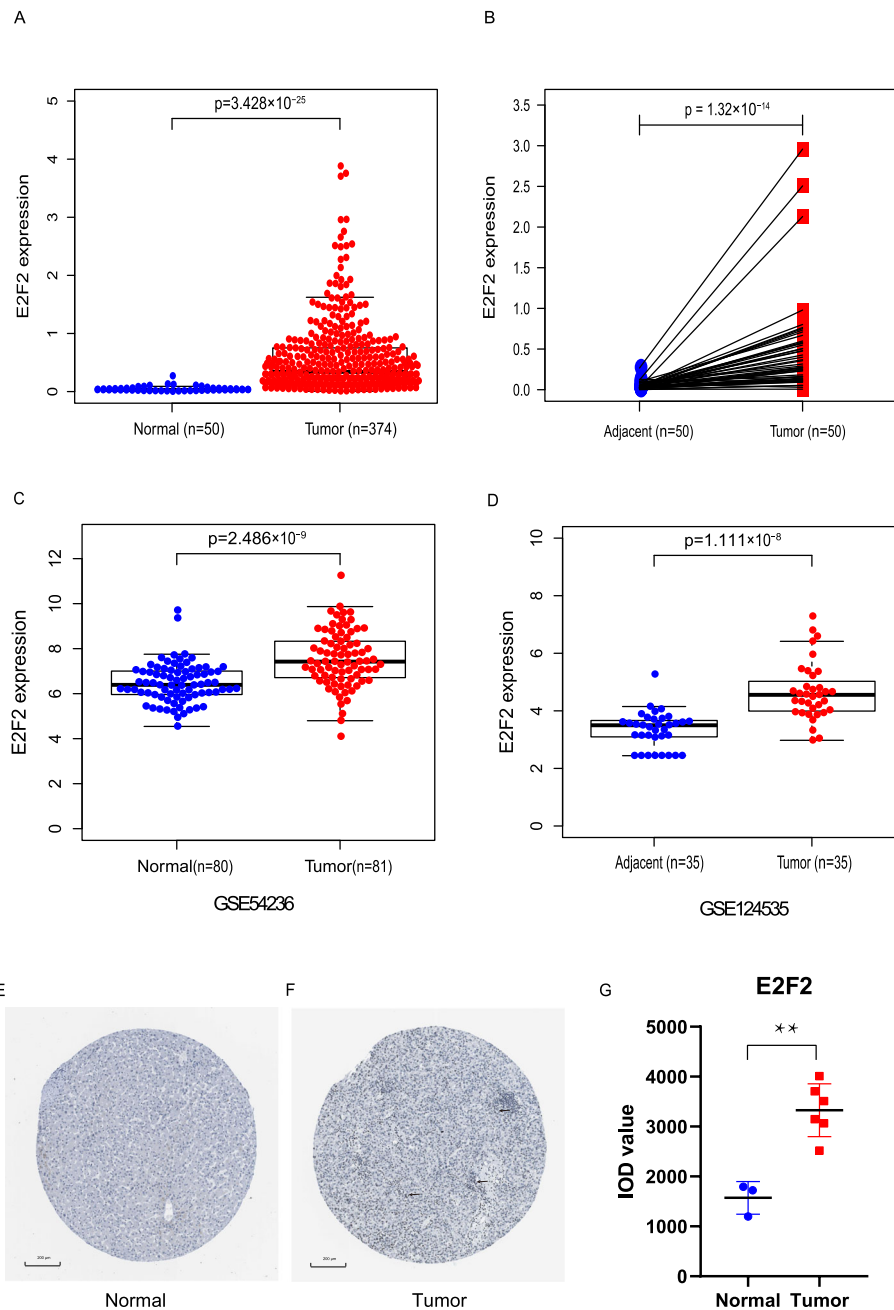 A
B
p=3.428×10⁻²⁵
p = 1.32×10⁻¹⁴
E2F2 expression
5
4
3
2
1
0
Normal (n=50)
Tumor (n=374)
E2F2 expression
3.5
3.0
2.5
2.0
1.5
1.0
0.5
0.0
Adjacent (n=50)
Tumor (n=50)
C
D
p=2.486×10⁻⁹
E2F2 expression
12
10
8
6
4
2
0
Normal(n=80)
Tumor(n=81)
GSE54236
p=1.111×10⁻⁸
E2F2 expression
10
8
6
4
2
0
Adjacent (n=35)
Tumor (n=35)
GSE124535
E
200 μm
Normal
F
200 μm
Tumor
G
E2F2
**
IOD value
5000
4000
3000
2000
1000
0
Normal Tumor